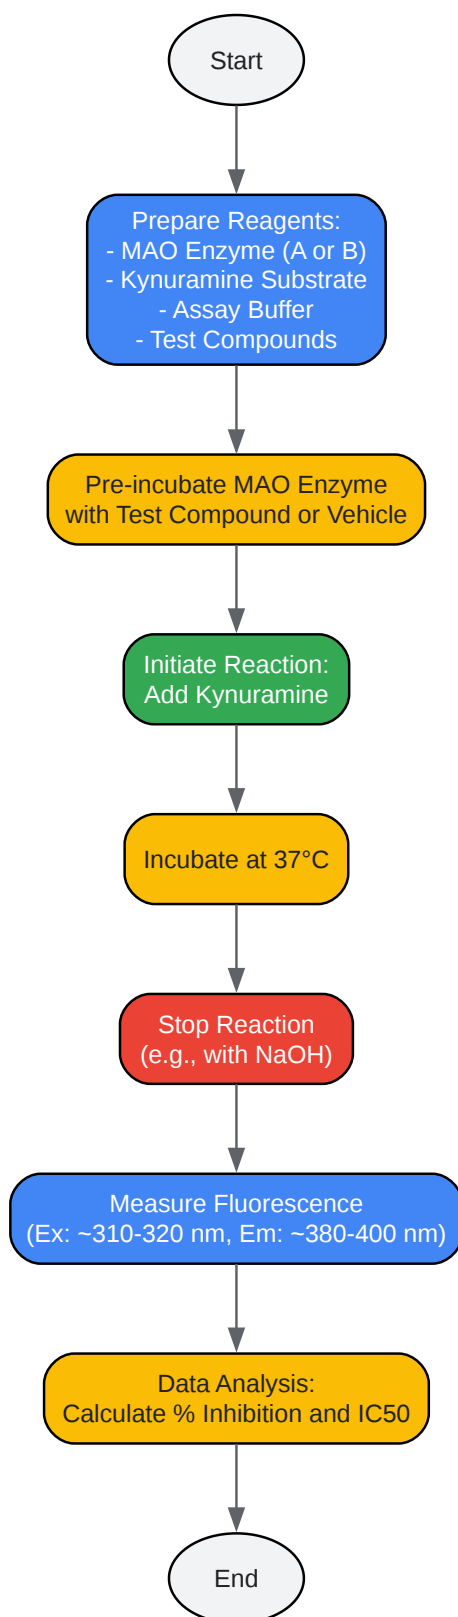 Start
Prepare Reagents:
- MAO Enzyme (A or B)
- Kynuramine Substrate
- Assay Buffer
- Test Compounds
Pre-incubate MAO Enzyme
with Test Compound or Vehicle
Initiate Reaction:
Add Kynuramine
Incubate at 37°C
Stop Reaction
(e.g., with NaOH)
Measure Fluorescence
(Ex: ~310-320 nm, Em: ~380-400 nm)
Data Analysis:
Calculate % Inhibition and IC50
End